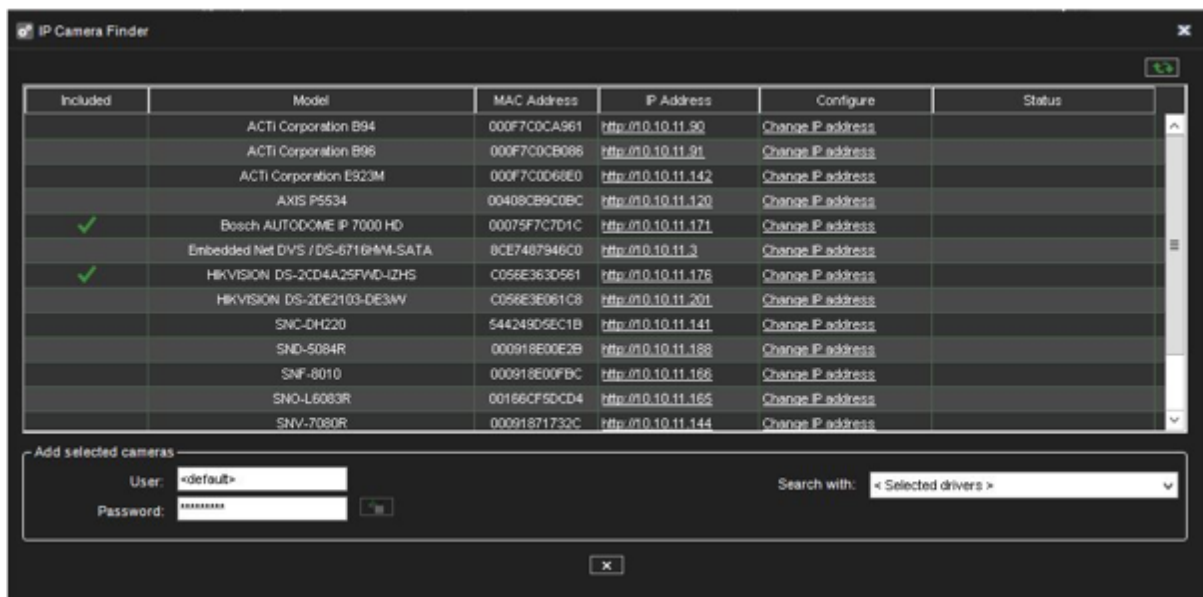 IP Camera Finder
Included Model MAC Address IP Address Configure Status
ACTi Corporation B94 000F7C0CA961 http://10.10.11.90 Change IP address
ACTi Corporation B96 000F7C0CB086 http://10.10.11.91 Change IP address
ACTi Corporation E923M 000F7C0D68E0 http://10.10.11.142 Change IP address
AXIS P5534 00408CB9C0BC http://10.10.11.120 Change IP address
Bosch AUTODOME IP 7000 HD 00075F7C7D1C http://10.10.11.171 Change IP address
Embedded Net DVS / DS-6716HWI-SATA 8CE7487946C0 http://10.10.11.3 Change IP address
HIKVISION DS-2CD4A25FWD-IZHS C056E363D561 http://10.10.11.176 Change IP address
HIKVISION DS-2DE2103-DE3/W C056E3E061C8 http://10.10.11.201 Change IP address
SNC-DH220 544249D5EC1B http://10.10.11.141 Change IP address
SND-5084R 000918E00E2B http://10.10.11.188 Change IP address
SNF-8010 000918E00FBC http://10.10.11.166 Change IP address
SNO-L6083R 00166CF5DCD4 http://10.10.11.165 Change IP address
SNV-7080R 00091871732C http://10.10.11.144 Change IP address
Add selected cameras
User: <default> Search with: < Selected drivers >
Password: *********